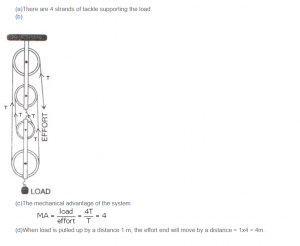 (a)There are 4 strands of tackle supporting the load.
(b)
T
T
T
T
T
EFFORT
LOAD
(c)The mechanical advantage of the system
MA = load/effort = 4T/T = 4
(d)When load is pulled up by a distance 1 m, the effort end will move by a distance = 1x4 = 4m.